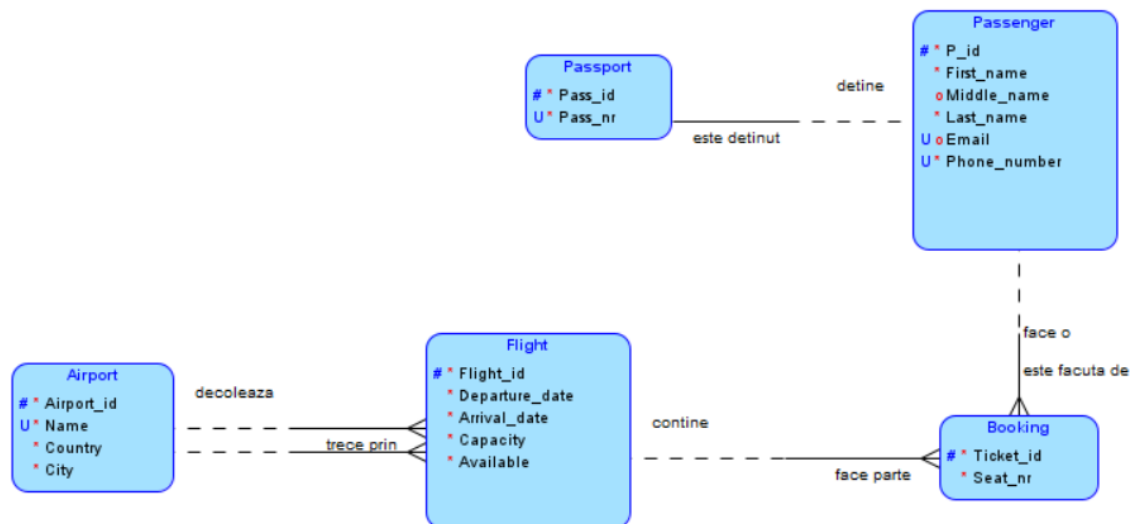 Passenger
# * P_id
* First_name
o Middle_name
* Last_name
U o Email
U * Phone_number
Passport
# * Pass_id
U * Pass_nr
detine
este detinut
face o
este facuta de
Airport
# * Airport_id
U * Name
* Country
* City
decoleaza
trece prin
Flight
# * Flight_id
* Departure_date
* Arrival_date
* Capacity
* Available
contine
face parte
Booking
# * Ticket_id
* Seat_nr